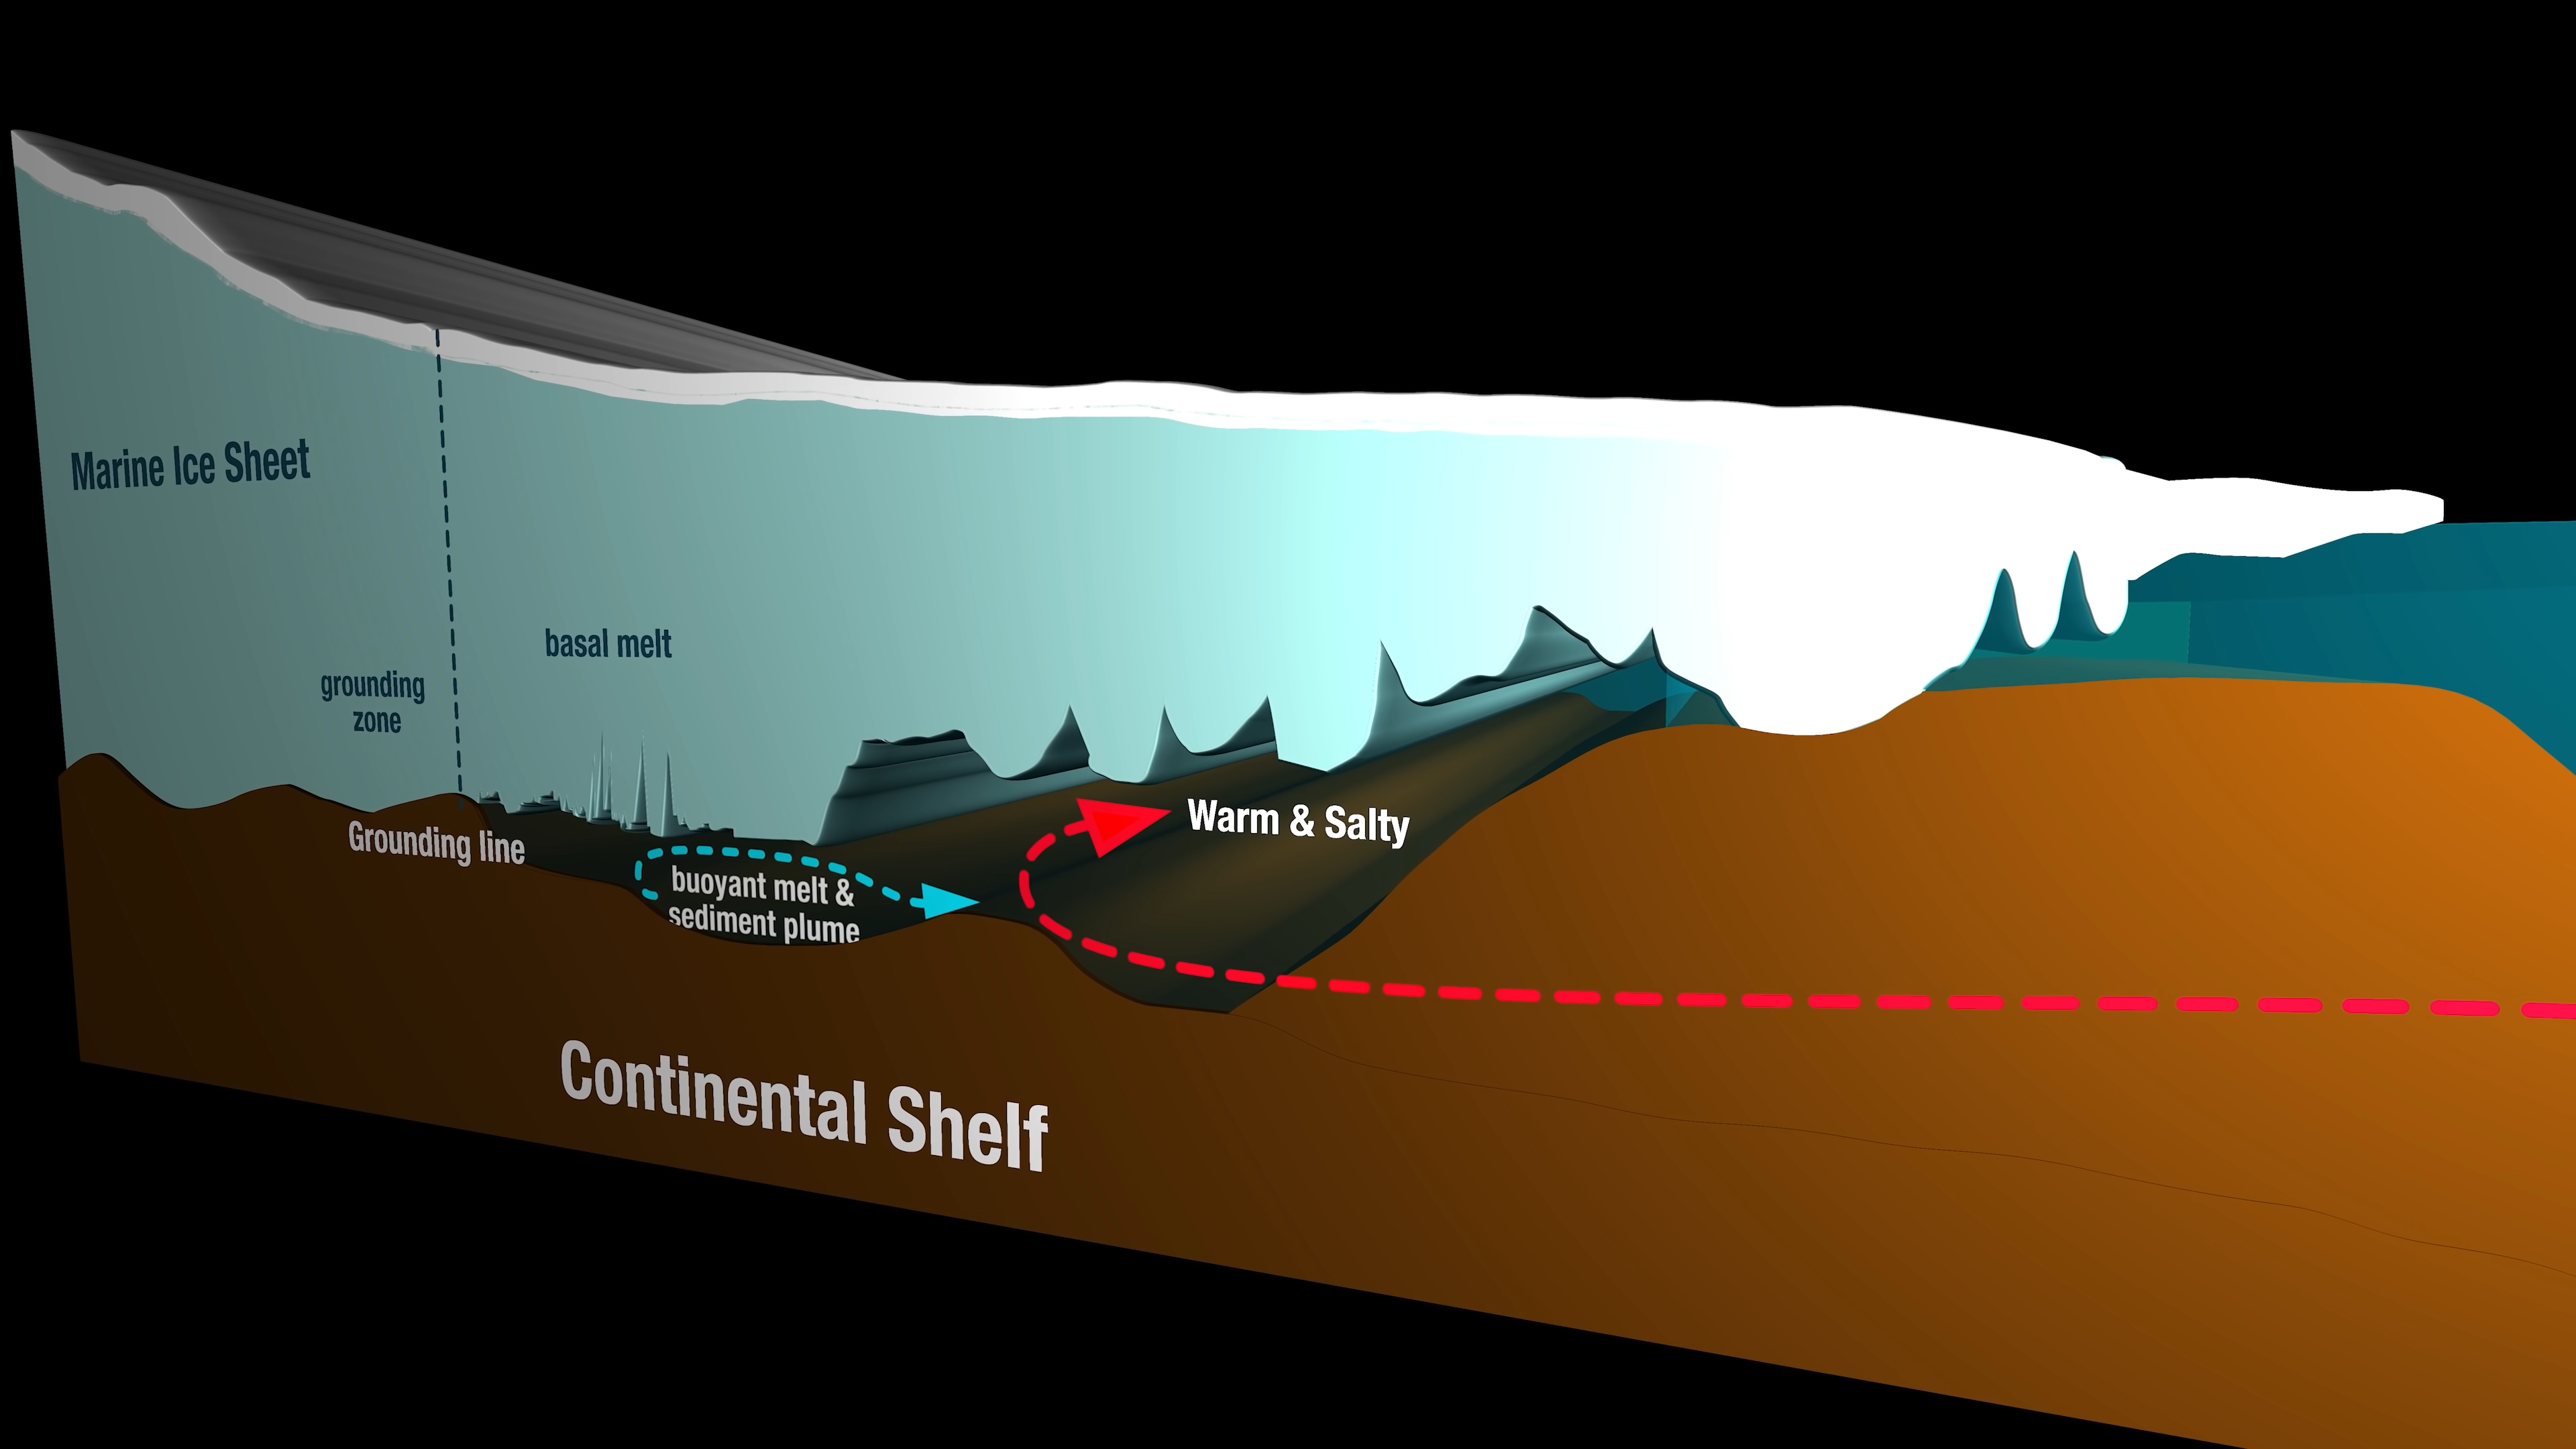 Marine Ice Sheet
basal melt
grounding
zone
Grounding line
Warm & Salty
buoyant melt &
sediment plume
Continental Shelf